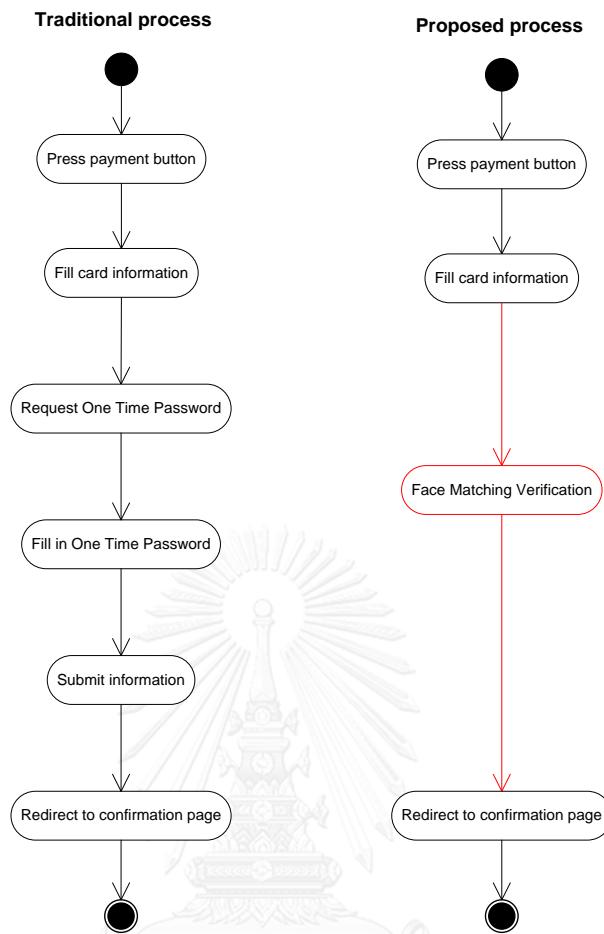 Traditional process
Press payment button
Fill card information
Request One Time Password
Fill in One Time Password
Submit information
Redirect to confirmation page
Proposed process
Press payment button
Fill card information
Face Matching Verification
Redirect to confirmation page